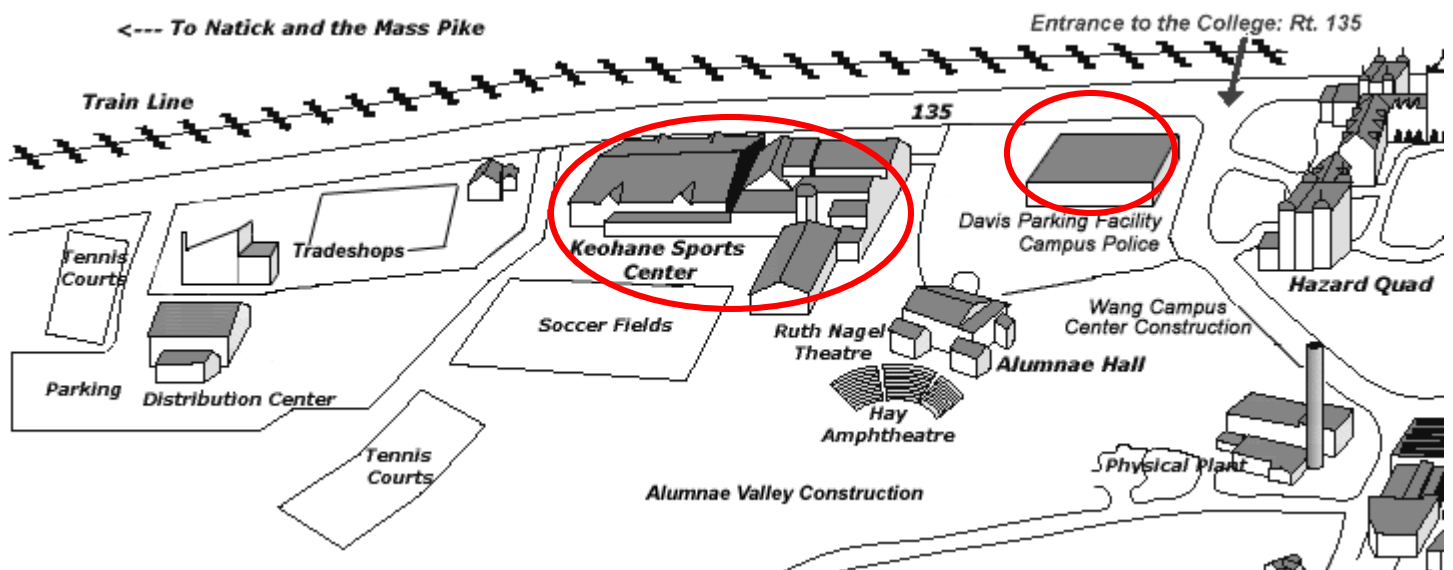 <--- To Natick and the Mass Pike
Entrance to the College: Rt. 135
Train Line
135
Tennis
Courts
Tradeshops
Keohane Sports
Center
Davis Parking Facility
Campus Police
Hazard Quad
Soccer Fields
Ruth Nagel
Theatre
Wang Campus
Center Construction
Alumnae Hall
Parking
Distribution Center
Hay
Amphtheatre
Tennis
Courts
Physical Plant
Alumnae Valley Construction